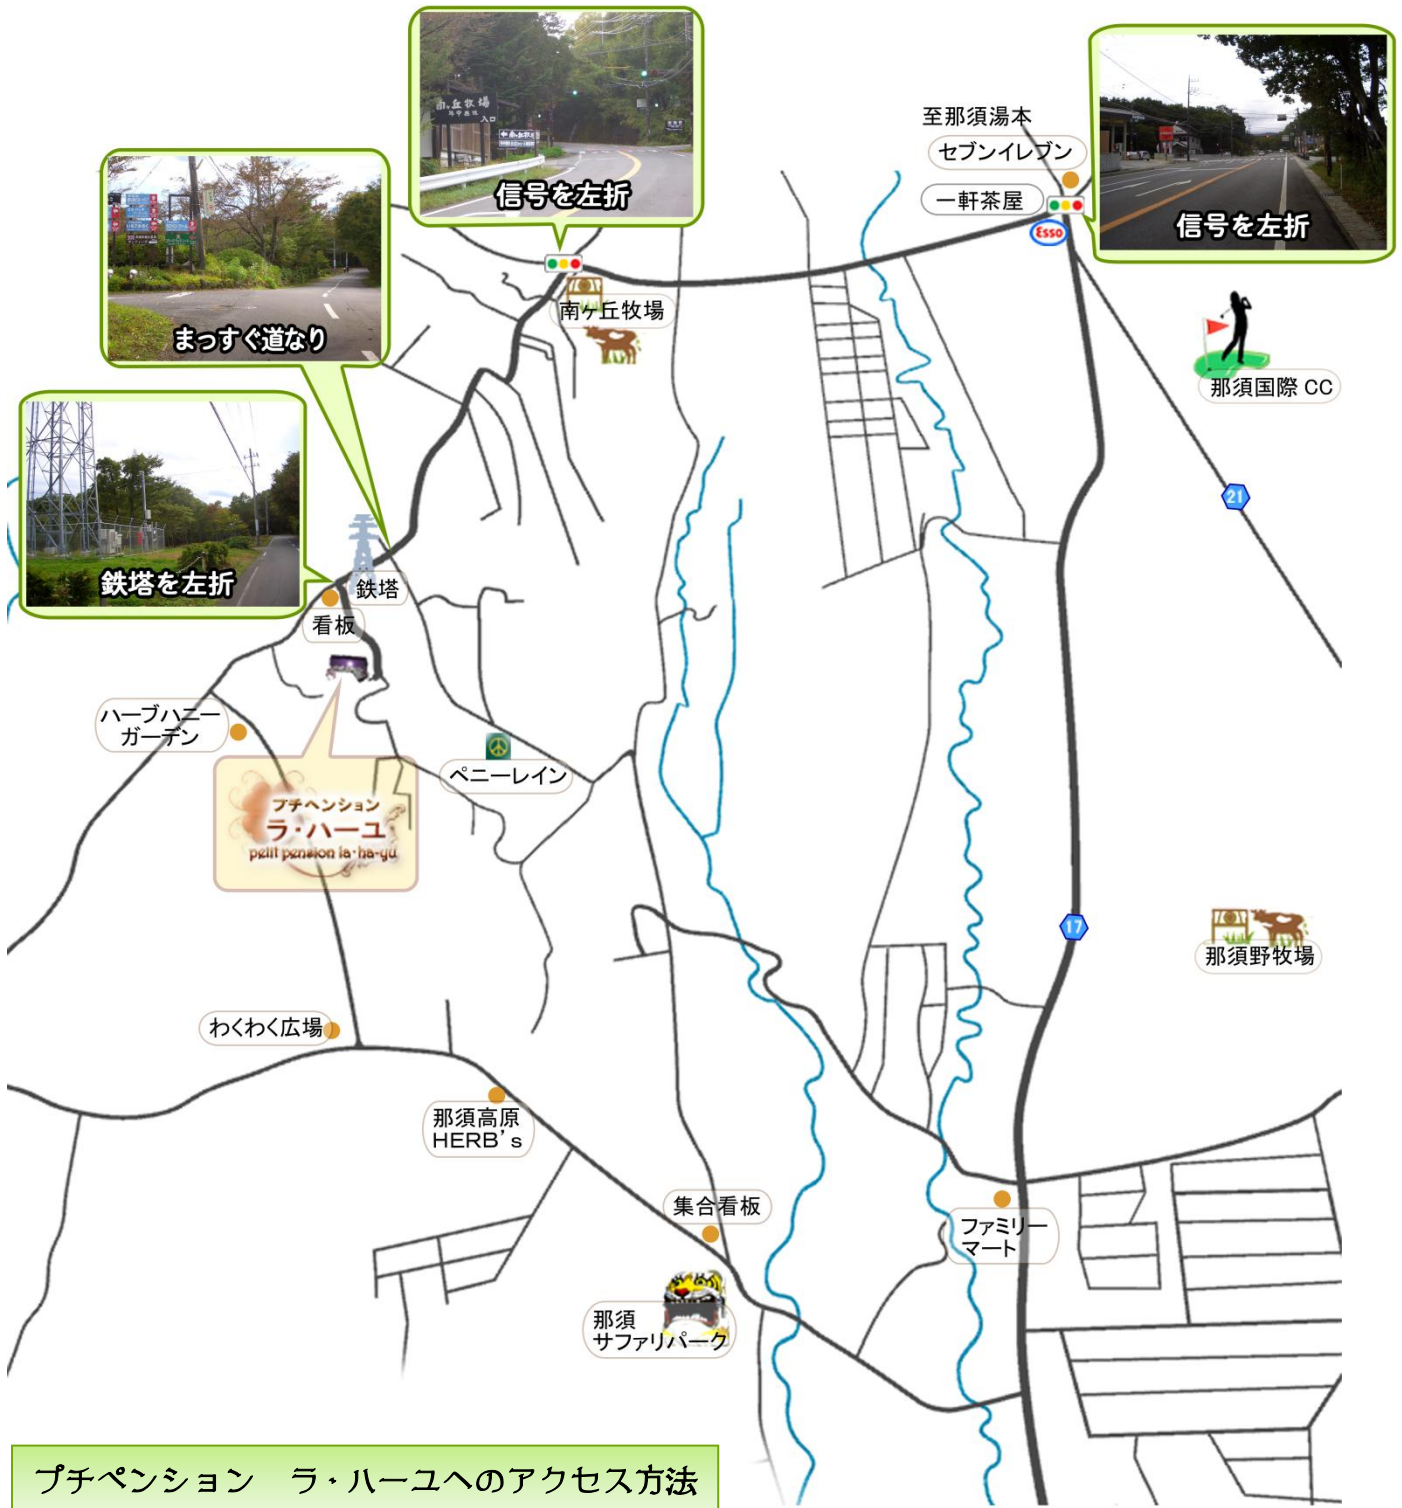 南ヶ丘牧場
入口
信号を左折
至那須湯本
セブンイレブン
一軒茶屋
Esso
信号を左折
まっすぐ道なり
南ヶ丘牧場
那須国際 CC
21
鉄塔を左折
鉄塔
看板
ハーブハニー
ガーデン
ペニーレイン
プチペンション
ラ・ハーユ
petit pension la・ha-yu
17
那須野牧場
わくわく広場
那須高原
HERB's
集合看板
ファミリー
マート
那須
サファリパーク
プチペンション ラ・ハーユへのアクセス方法